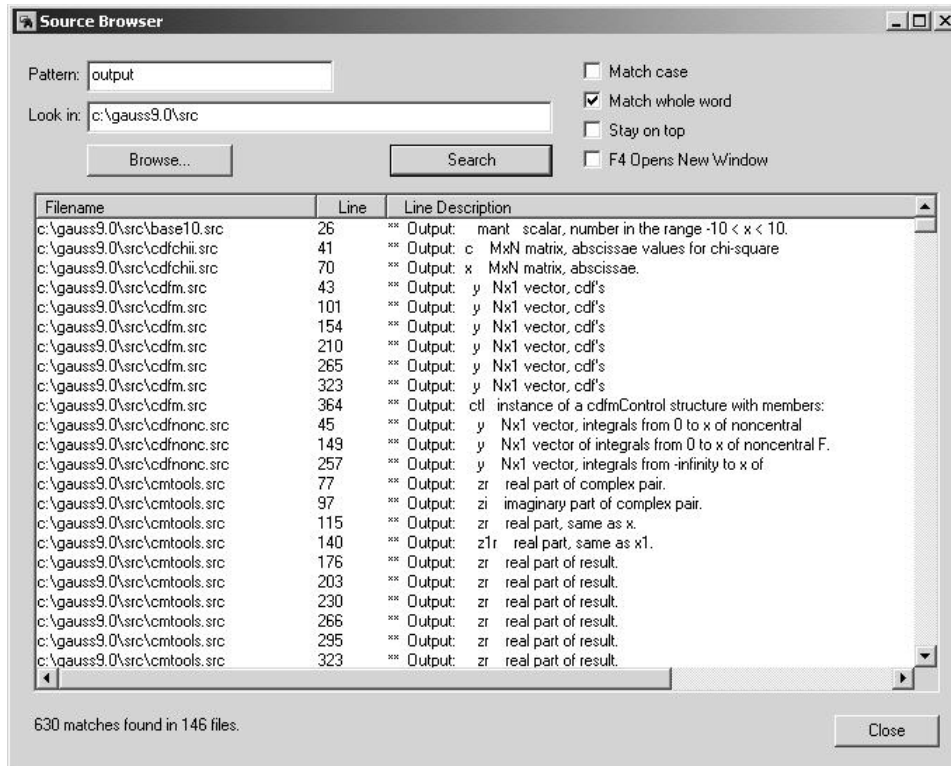 Source Browser
Pattern: output
Match case
Match whole word
Look in: c:\gauss9.0\src
Stay on top
Browse... Search F4 Opens New Window
Filename Line Line Description
c:\gauss9.0\src\base10.src 26 ** Output: mant scalar, number in the range -10 < x < 10.
c:\gauss9.0\src\cdfchii.src 41 ** Output: c MxN matrix, abscissae values for chi-square
c:\gauss9.0\src\cdfchii.src 70 ** Output: x MxN matrix, abscissae.
c:\gauss9.0\src\cdfm.src 43 ** Output: y Nx1 vector, cdf's
c:\gauss9.0\src\cdfm.src 101 ** Output: y Nx1 vector, cdf's
c:\gauss9.0\src\cdfm.src 154 ** Output: y Nx1 vector, cdf's
c:\gauss9.0\src\cdfm.src 210 ** Output: y Nx1 vector, cdf's
c:\gauss9.0\src\cdfm.src 265 ** Output: y Nx1 vector, cdf's
c:\gauss9.0\src\cdfm.src 323 ** Output: y Nx1 vector, cdf's
c:\gauss9.0\src\cdfm.src 364 ** Output: ctl instance of a cdfmControl structure with members:
c:\gauss9.0\src\cdfnonc.src 45 ** Output: y Nx1 vector, integrals from 0 to x of noncentral
c:\gauss9.0\src\cdfnonc.src 149 ** Output: y Nx1 vector of integrals from 0 to x of noncentral F.
c:\gauss9.0\src\cdfnonc.src 257 ** Output: y Nx1 vector, integrals from -infinity to x of
c:\gauss9.0\src\cmtools.src 77 ** Output: zr real part of complex pair.
c:\gauss9.0\src\cmtools.src 97 ** Output: zi imaginary part of complex pair.
c:\gauss9.0\src\cmtools.src 115 ** Output: zr real part, same as x.
c:\gauss9.0\src\cmtools.src 140 ** Output: z1r real part, same as x1.
c:\gauss9.0\src\cmtools.src 176 ** Output: zr real part of result.
c:\gauss9.0\src\cmtools.src 203 ** Output: zr real part of result.
c:\gauss9.0\src\cmtools.src 230 ** Output: zr real part of result.
c:\gauss9.0\src\cmtools.src 266 ** Output: zr real part of result.
c:\gauss9.0\src\cmtools.src 295 ** Output: zr real part of result.
c:\gauss9.0\src\cmtools.src 323 ** Output: zr real part of result.
630 matches found in 146 files.
Close